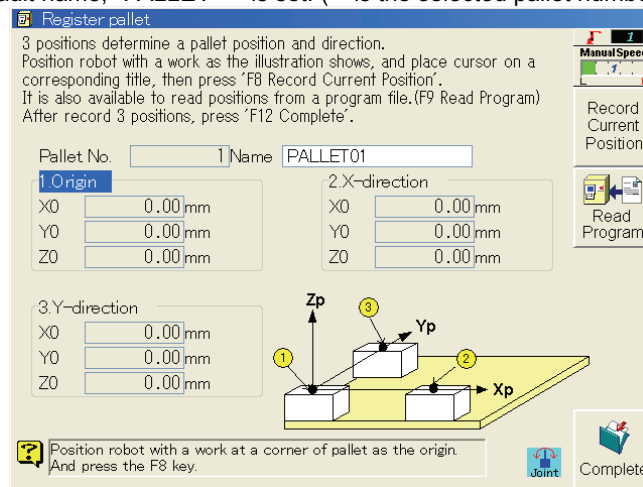 Register pallet
3 positions determine a pallet position and direction.
Position robot with a work as the illustration shows, and place cursor on a
corresponding title, then press 'F8 Record Current Position'.
It is also available to read positions from a program file.(F9 Read Program)
After record 3 positions, press 'F12 Complete'.
1
Manual Speed
1
Record
Current
Position
Read
Program
Pallet No. 1 Name PALLET01
1.Origin
X0 0.00 mm
Y0 0.00 mm
Z0 0.00 mm
2.X-direction
X0 0.00 mm
Y0 0.00 mm
Z0 0.00 mm
3.Y-direction
X0 0.00 mm
Y0 0.00 mm
Z0 0.00 mm
Zp
3
Yp
1
2
Xp
Position robot with a work at a corner of pallet as the origin.
And press the F8 key.
Joint
Complete